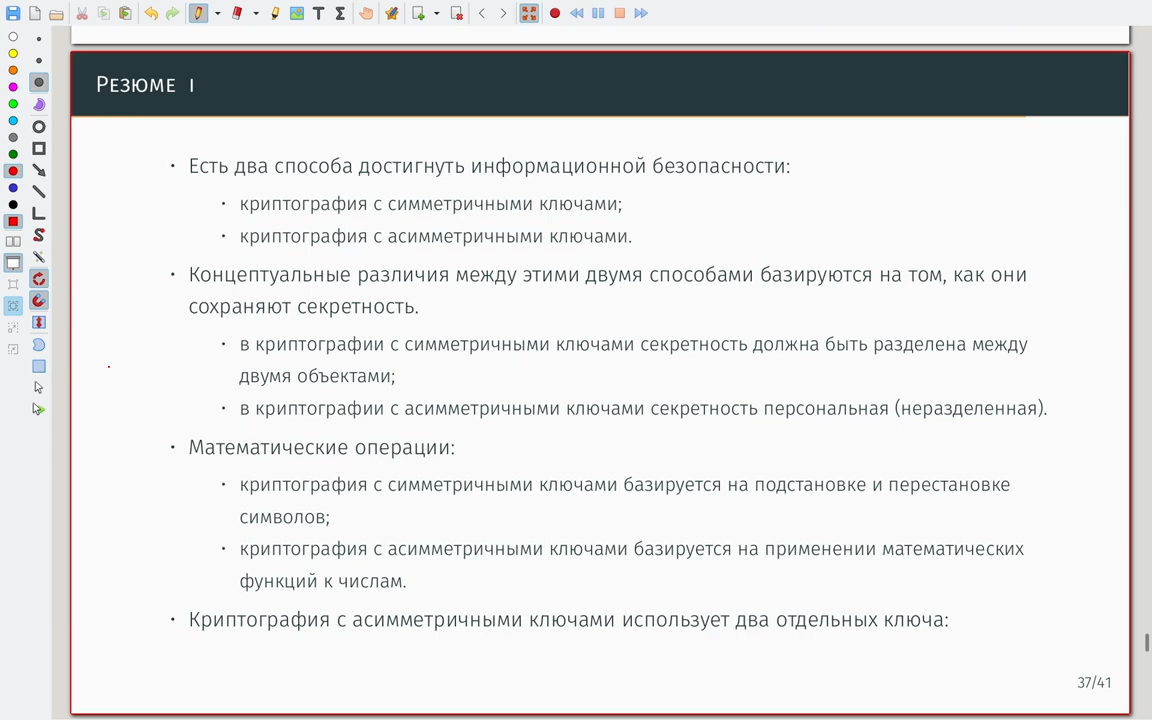 Резюме I
· Есть два способа достигнуть информационной безопасности:
· криптография с симметричными ключами;
· криптография с асимметричными ключами.
· Концептуальные различия между этими двумя способами базируются на том, как они
сохраняют секретность.
· в криптографии с симметричными ключами секретность должна быть разделена между
двумя объектами;
· в криптографии с асимметричными ключами секретность персональная (неразделенная).
· Математические операции:
· криптография с симметричными ключами базируется на подстановке и перестановке
символов;
· криптография с асимметричными ключами базируется на применении математических
функций к числам.
· Криптография с асимметричными ключами использует два отдельных ключа:
37/41